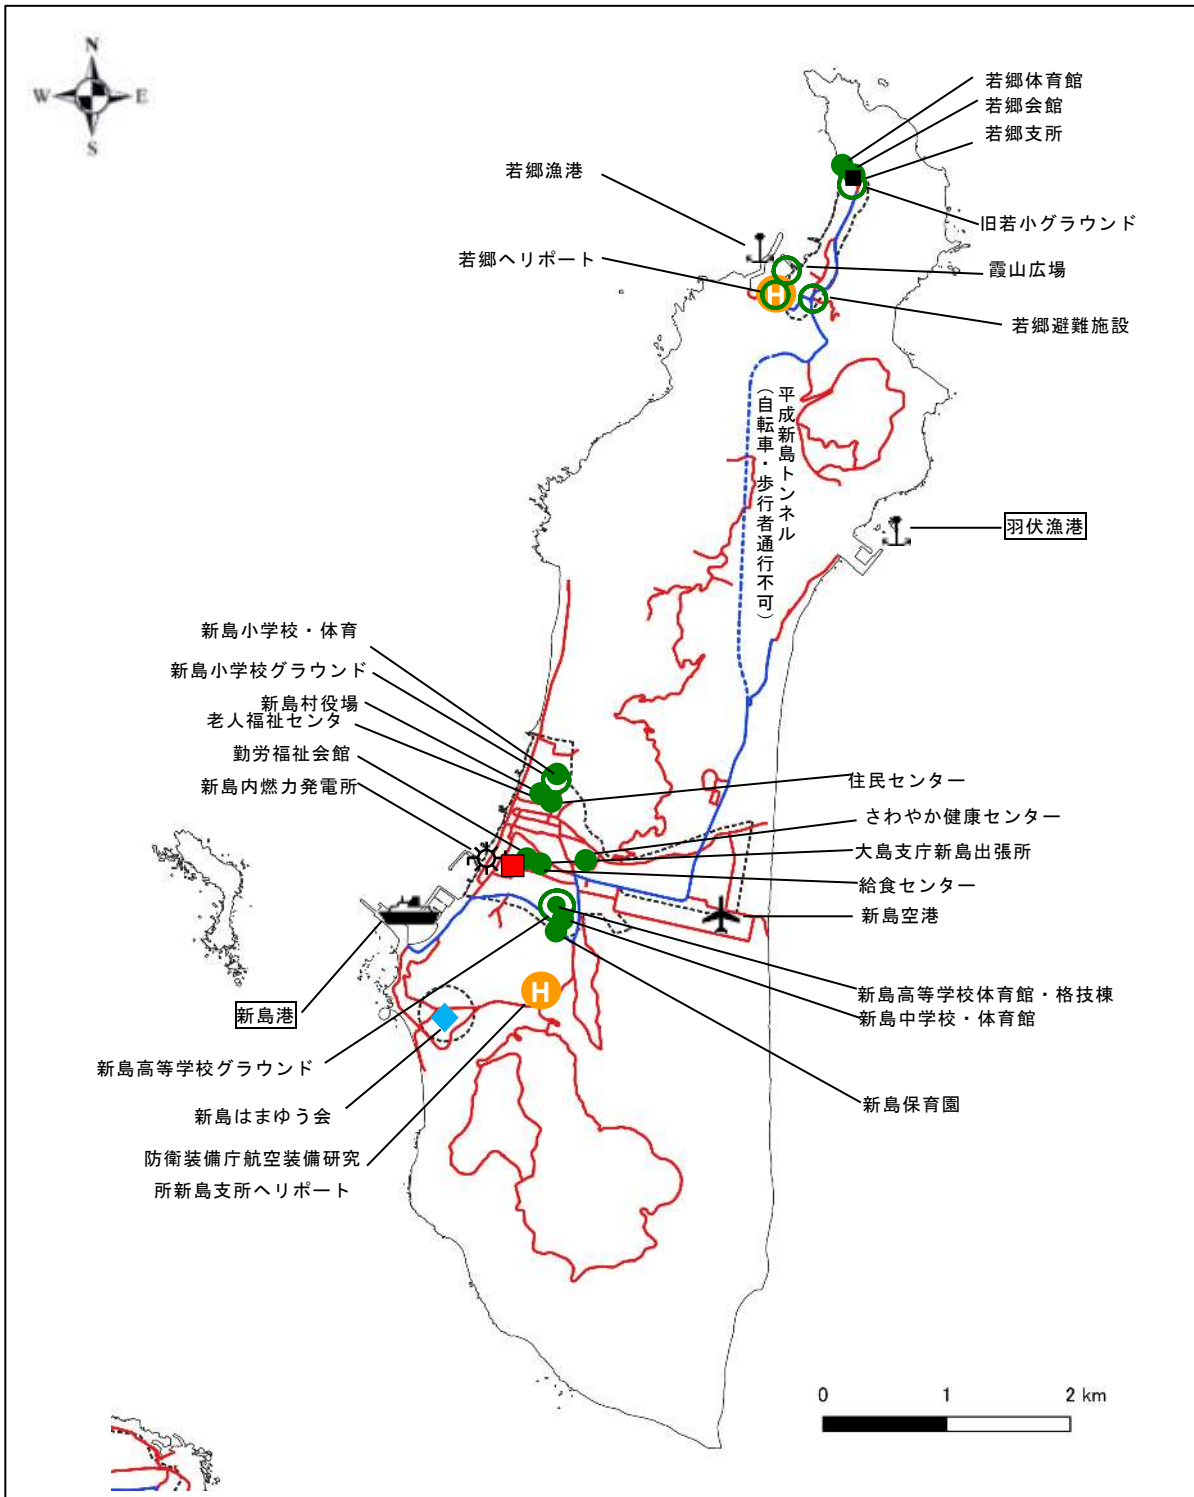 N
W E
S
若郷体育館
若郷会館
若郷支所
若郷漁港
旧若小グラウンド
若郷ヘリポート
霞山広場
H
若郷避難施設
平成新島トンネル
(自転車・歩行者通行不可)
羽伏漁港
新島小学校・体育
新島小学校グラウンド
新島村役場
老人福祉センタ
勤労福祉会館
新島内燃力発電所
住民センター
さわやか健康センター
大島支庁新島出張所
給食センター
新島空港
H
新島高等学校体育館・格技棟
新島中学校・体育館
新島港
新島高等学校グラウンド
新島保育園
新島はまゆう会
防衛装備庁航空装備研究
所新島支所ヘリポート
0 1 2 km